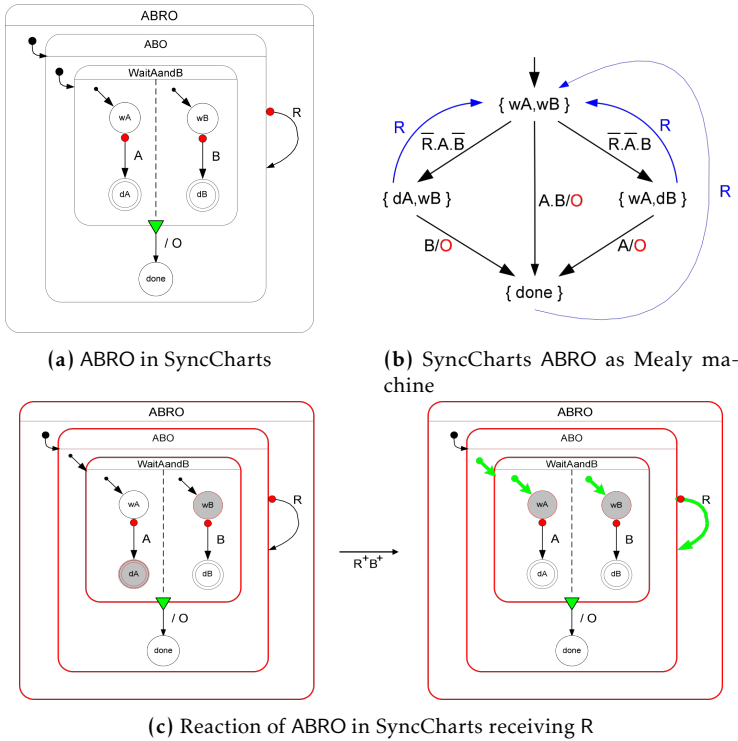 ABRO
ABO
WaitAandB
wA
wB
R
A
B
dA
dB
/ O
done
{ wA,wB }
R
R
R̅.A.B̅
R̅.A̅.B
R
{ dA,wB }
A.B/O
{ wA,dB }
B/O
A/O
{ done }
(a) ABRO in SyncCharts
(b) SyncCharts ABRO as Mealy ma-
chine
ABRO
ABO
WaitAandB
wA
wB
R
A
B
dA
dB
/ O
done
R⁺B⁺
ABRO
ABO
WaitAandB
wA
wB
R
A
B
dA
dB
/ O
done
(c) Reaction of ABRO in SyncCharts receiving R